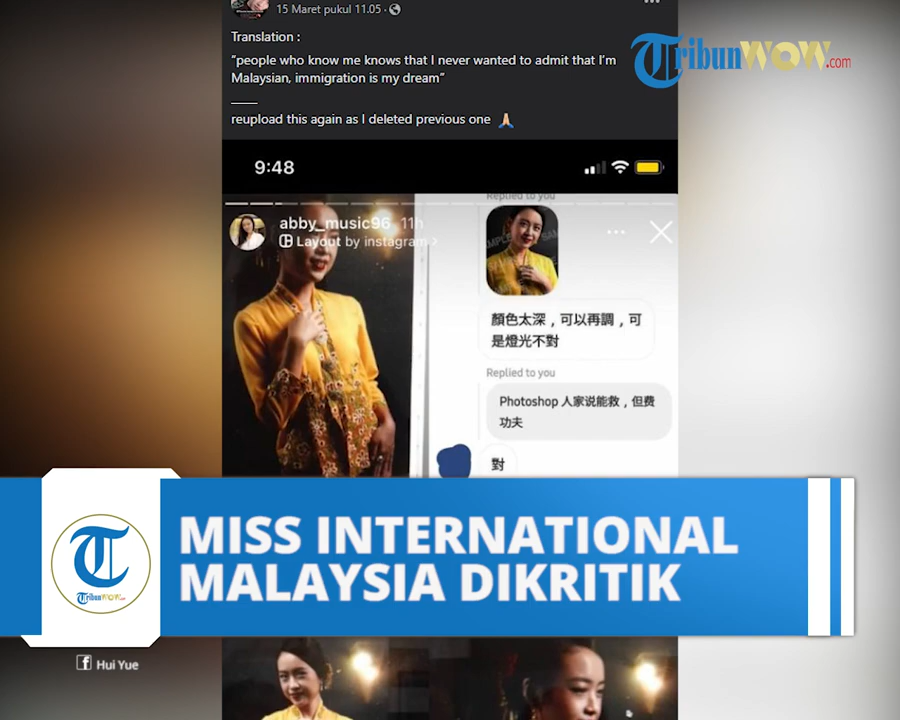 15 Maret pukul 11.05 ·
TribunWOW.com
Translation :
"people who know me knows that I never wanted to admit that I'm
Malaysian, immigration is my dream"
reupload this again as I deleted previous one 🙏
9:48
Replied to you
abby_music96 11h
Layout by instagram >
顏色太深，可以再調，可
是燈光不對
Replied to you
Photoshop 人家说能救，但费
功夫
對
MISS INTERNATIONAL
MALAYSIA DIKRITIK
TribunWOW.com
Hui Yue